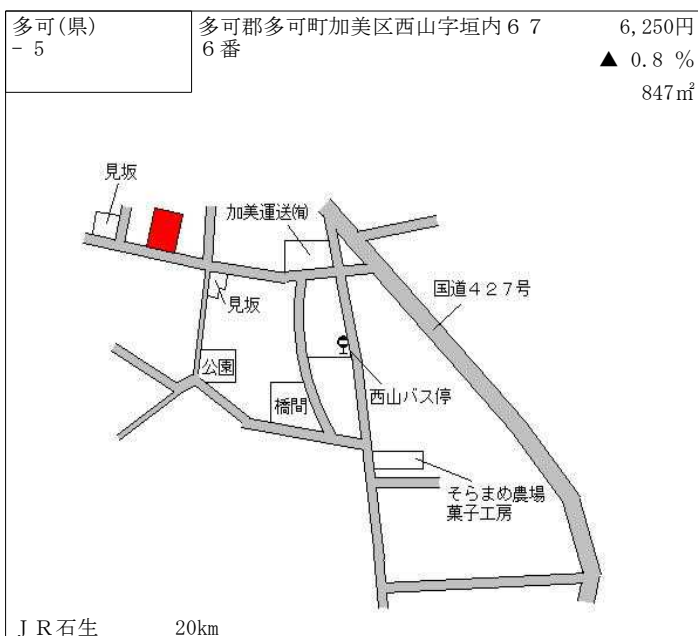 多可(県)
- 5
多可郡多可町加美区西山字垣内６７
６番
6,250円
▲ 0.8 %
847㎡
見坂
加美運送㈲
国道４２７号
見坂
公園
橋間
西山バス停
そらまめ農場
菓子工房
ＪＲ石生 20km